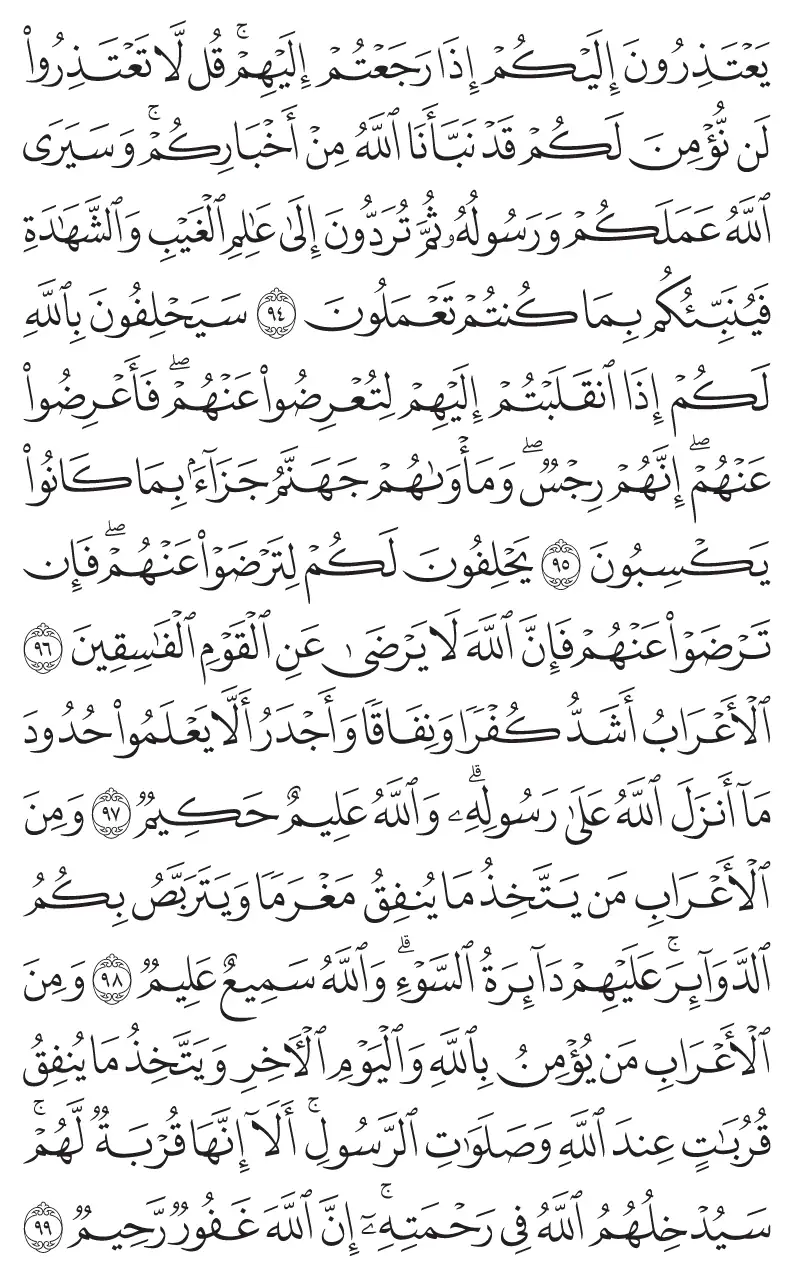 يَعْتَذِرُونَ إِلَيْكُمْ إِذَا رَجَعْتُمْ إِلَيْهِمْ ۚ قُل لَّا تَعْتَذِرُوا۟
لَن نُّؤْمِنَ لَكُمْ قَدْ نَبَّأَنَا ٱللَّهُ مِنْ أَخْبَارِكُمْ ۚ وَسَيَرَى
ٱللَّهُ عَمَلَكُمْ وَرَسُولُهُۥ ثُمَّ تُرَدُّونَ إِلَىٰ عَـٰلِمِ ٱلْغَيْبِ وَٱلشَّهَـٰدَةِ
فَيُنَبِّئُكُم بِمَا كُنتُمْ تَعْمَلُونَ ۝٩٤ سَيَحْلِفُونَ بِٱللَّهِ
لَكُمْ إِذَا ٱنقَلَبْتُمْ إِلَيْهِمْ لِتُعْرِضُوا۟ عَنْهُمْ ۖ فَأَعْرِضُوا۟
عَنْهُمْ ۖ إِنَّهُمْ رِجْسٌ ۖ وَمَأْوَىٰهُمْ جَهَنَّمُ جَزَآءًۢ بِمَا كَانُوا۟
يَكْسِبُونَ ۝٩٥ يَحْلِفُونَ لَكُمْ لِتَرْضَوْا۟ عَنْهُمْ ۖ فَإِن
تَرْضَوْا۟ عَنْهُمْ فَإِنَّ ٱللَّهَ لَا يَرْضَىٰ عَنِ ٱلْقَوْمِ ٱلْفَـٰسِقِينَ ۝٩٦
ٱلْأَعْرَابُ أَشَدُّ كُفْرًا وَنِفَاقًا وَأَجْدَرُ أَلَّا يَعْلَمُوا۟ حُدُودَ
مَآ أَنزَلَ ٱللَّهُ عَلَىٰ رَسُولِهِۦ ۗ وَٱللَّهُ عَلِيمٌ حَكِيمٌ ۝٩٧ وَمِنَ
ٱلْأَعْرَابِ مَن يَتَّخِذُ مَا يُنفِقُ مَغْرَمًا وَيَتَرَبَّصُ بِكُمُ
ٱلدَّوَآئِرَ ۚ عَلَيْهِمْ دَآئِرَةُ ٱلسَّوْءِ ۗ وَٱللَّهُ سَمِيعٌ عَلِيمٌ ۝٩٨ وَمِنَ
ٱلْأَعْرَابِ مَن يُؤْمِنُ بِٱللَّهِ وَٱلْيَوْمِ ٱلْـَٔاخِرِ وَيَتَّخِذُ مَا يُنفِقُ
قُرُبَـٰتٍ عِندَ ٱللَّهِ وَصَلَوَٰتِ ٱلرَّسُولِ ۚ أَلَآ إِنَّهَا قُرْبَةٌ لَّهُمْ ۚ
سَيُدْخِلُهُمُ ٱللَّهُ فِى رَحْمَتِهِۦٓ ۚ إِنَّ ٱللَّهَ غَفُورٌ رَّحِيمٌ ۝٩٩